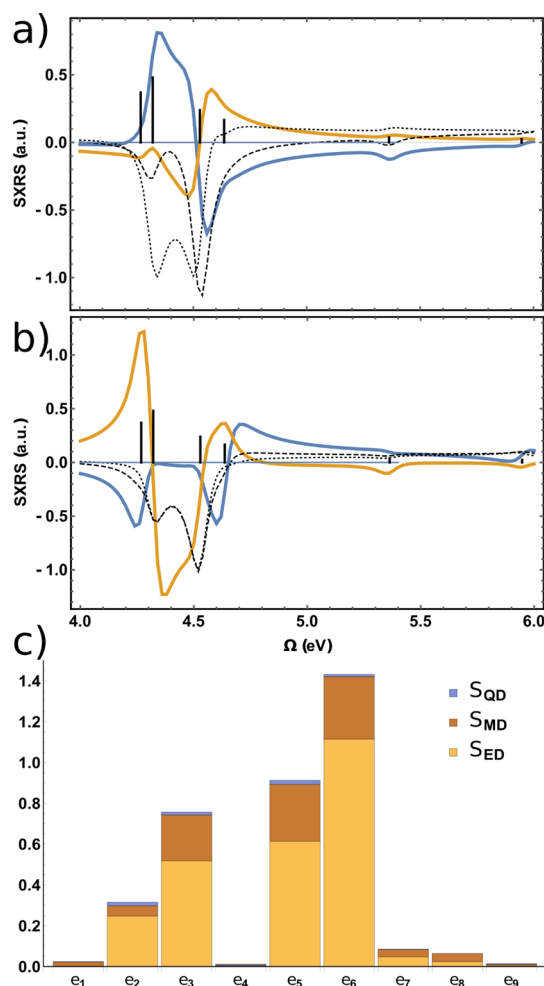 a)
SXRS (a.u.)
0.5
0.0
- 0.5
- 1.0
b)
SXRS (a.u.)
1.0
0.5
0.0
- 0.5
- 1.0
4.0 4.5 5.0 5.5 6.0
Ω (eV)
c)
1.4
1.2
1.0
0.8
0.6
0.4
0.2
0.0
S_QD
S_MD
S_ED
e₁ e₂ e₃ e₄ e₅ e₆ e₇ e₈ e₉